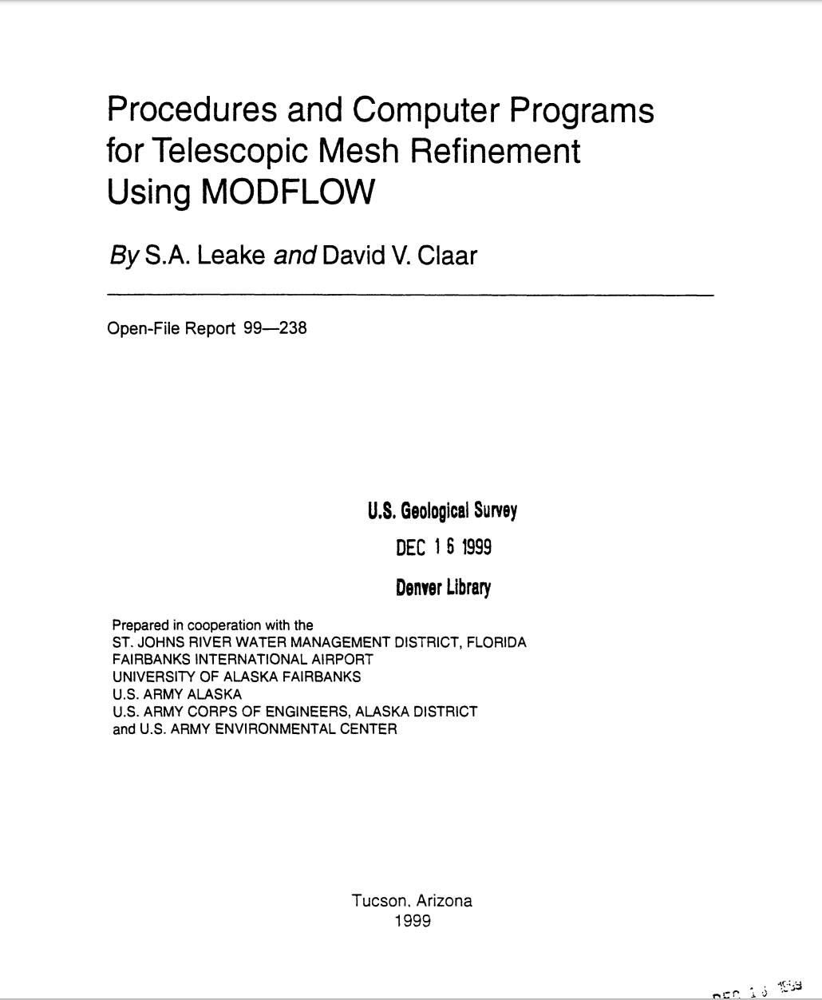 Procedures and Computer Programs
for Telescopic Mesh Refinement
Using MODFLOW
By S.A. Leake and David V. Claar
Open-File Report 99—238
U.S. Geological Survey
DEC 16 1999
Denver Library
Prepared in cooperation with the
ST. JOHNS RIVER WATER MANAGEMENT DISTRICT, FLORIDA
FAIRBANKS INTERNATIONAL AIRPORT
UNIVERSITY OF ALASKA FAIRBANKS
U.S. ARMY ALASKA
U.S. ARMY CORPS OF ENGINEERS, ALASKA DISTRICT
and U.S. ARMY ENVIRONMENTAL CENTER
Tucson, Arizona
1999